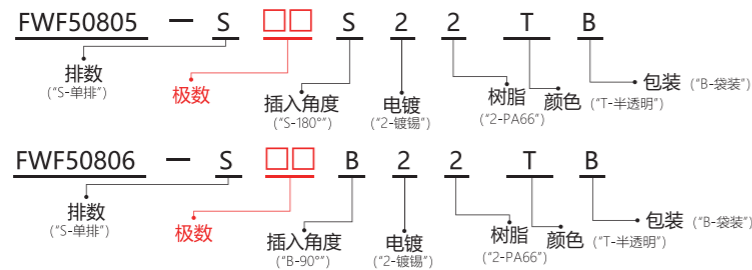 FWF50805 — S □□ S 2 2 T B
排数 极数 插入角度 电镀 树脂 颜色 包装
("S-单排") ("S-180°") ("2-镀锡") ("2-PA66") ("T-半透明") ("B-袋装")
FWF50806 — S □□ B 2 2 T B
排数 极数 插入角度 电镀 树脂 颜色 包装
("S-单排") ("B-90°") ("2-镀锡") ("2-PA66") ("T-半透明") ("B-袋装")